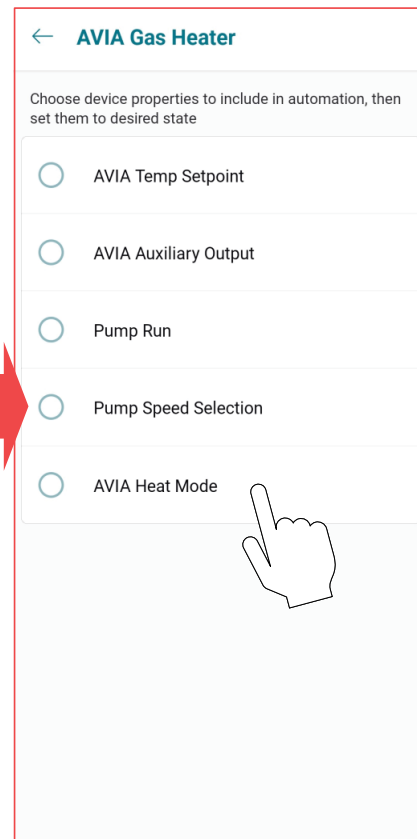 AVIA Gas Heater
Choose device properties to include in automation, then
set them to desired state
AVIA Temp Setpoint
AVIA Auxiliary Output
Pump Run
Pump Speed Selection
AVIA Heat Mode